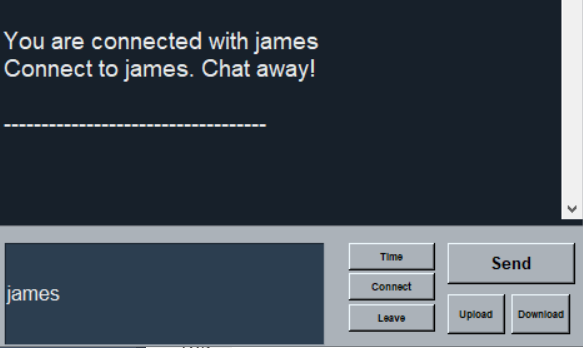 You are connected with james
Connect to james. Chat away!
-----------------------------------
james
Time
Connect
Leave
Send
Upload
Download